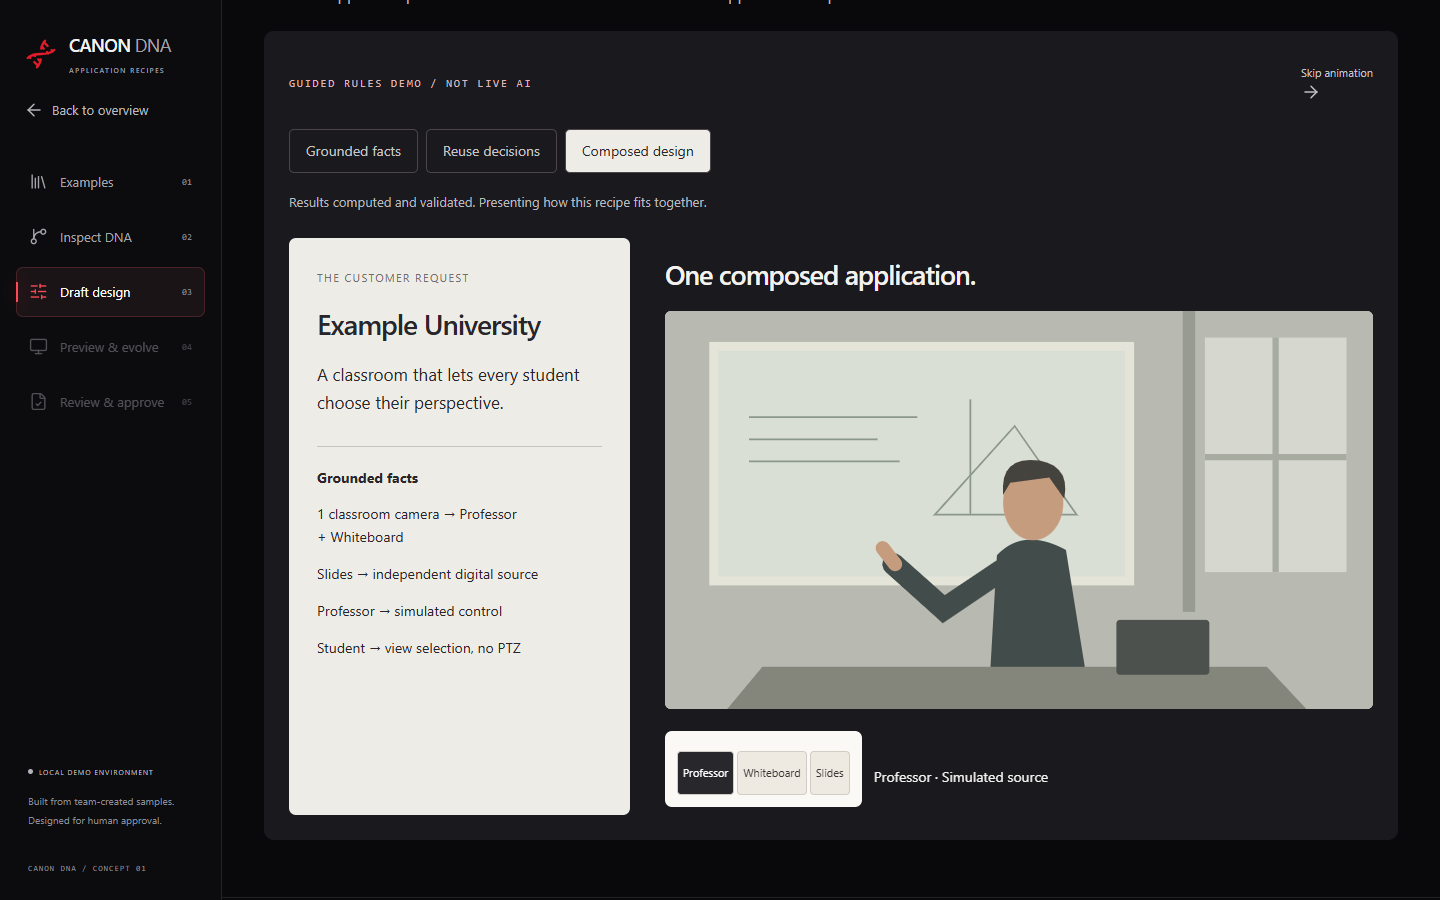 CANON DNA
APPLICATION RECIPES
Back to overview
Examples 01
Inspect DNA 02
Draft design 03
Preview & evolve 04
Review & approve 05
LOCAL DEMO ENVIRONMENT
Built from team-created samples.
Designed for human approval.
CANON DNA / CONCEPT 01
GUIDED RULES DEMO / NOT LIVE AI
Skip animation
→
Grounded facts
Reuse decisions
Composed design
Results computed and validated. Presenting how this recipe fits together.
THE CUSTOMER REQUEST
Example University
A classroom that lets every student
choose their perspective.
Grounded facts
1 classroom camera → Professor
+ Whiteboard
Slides → independent digital source
Professor → simulated control
Student → view selection, no PTZ
One composed application.
Professor
Whiteboard
Slides
Professor · Simulated source